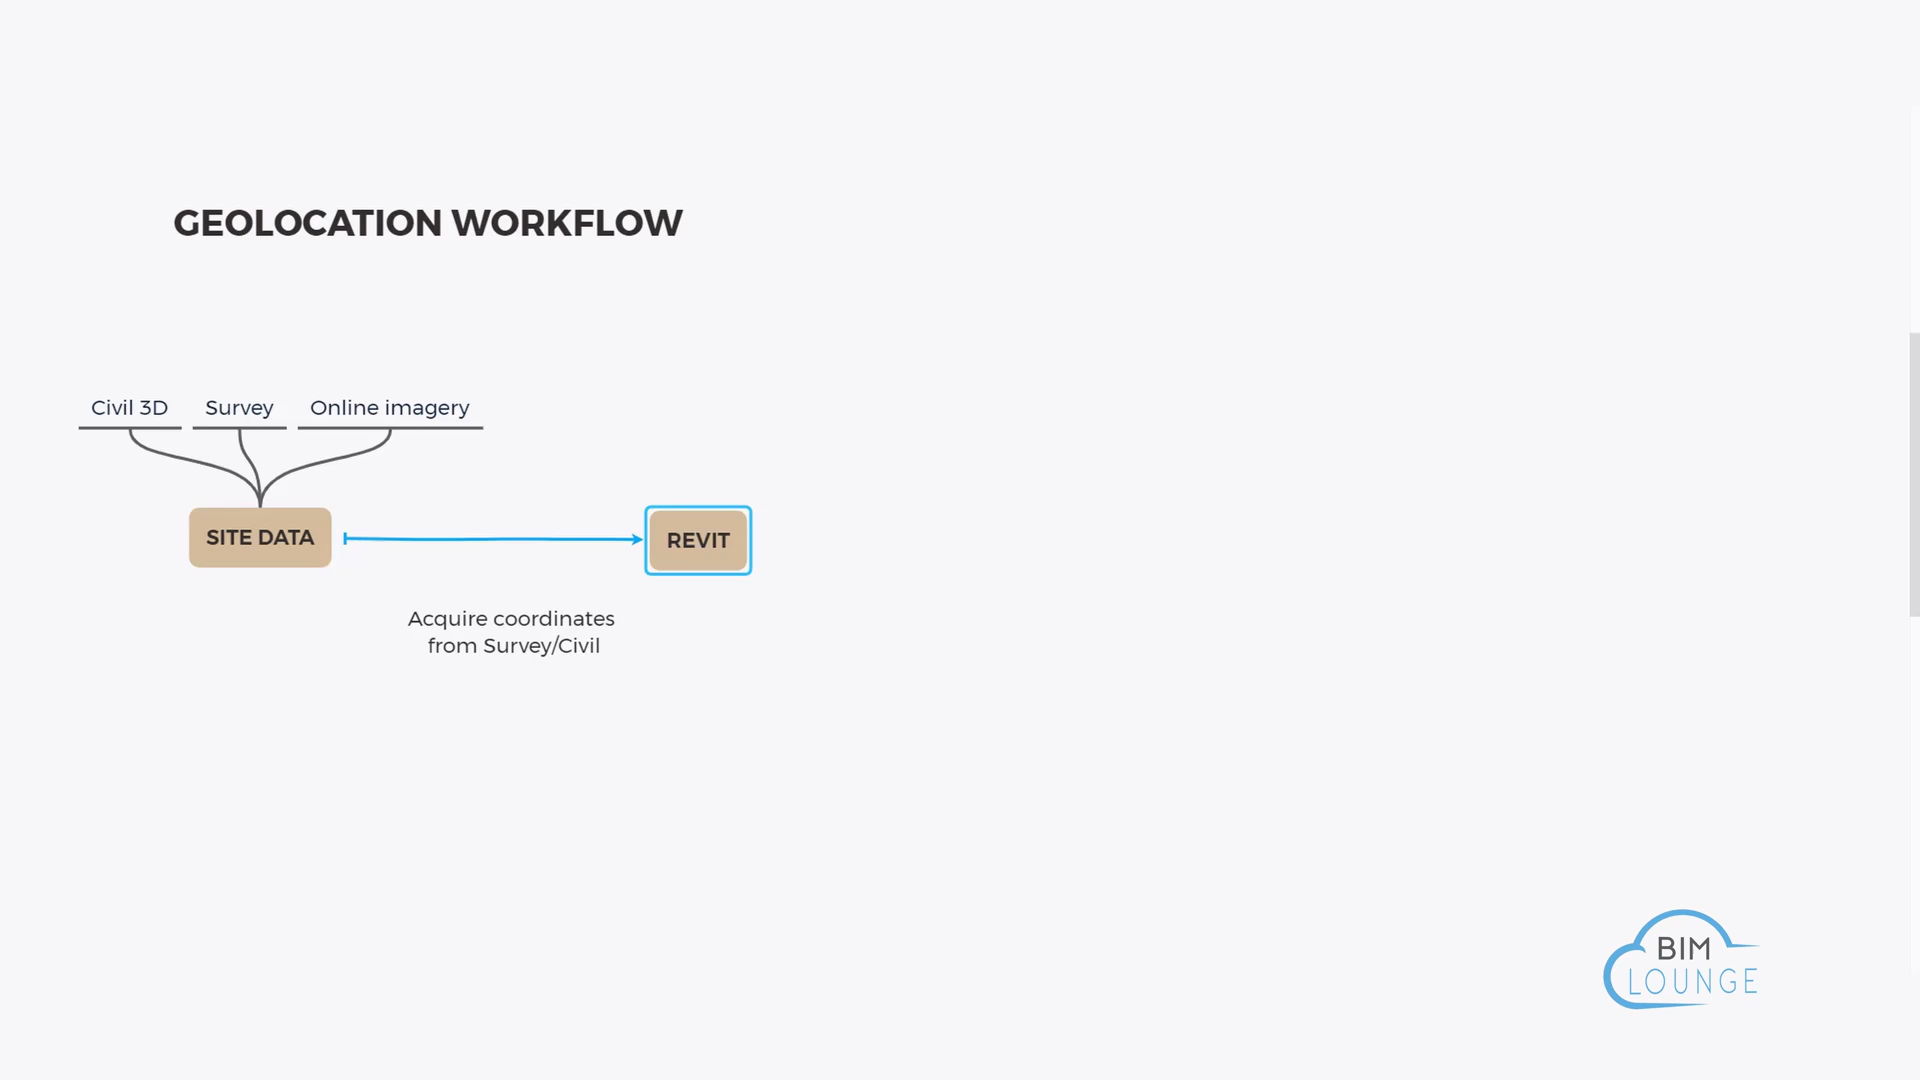 GEOLOCATION WORKFLOW
Civil 3D
Survey
Online imagery
SITE DATA
REVIT
Acquire coordinates
from Survey/Civil
BIM
LOUNGE